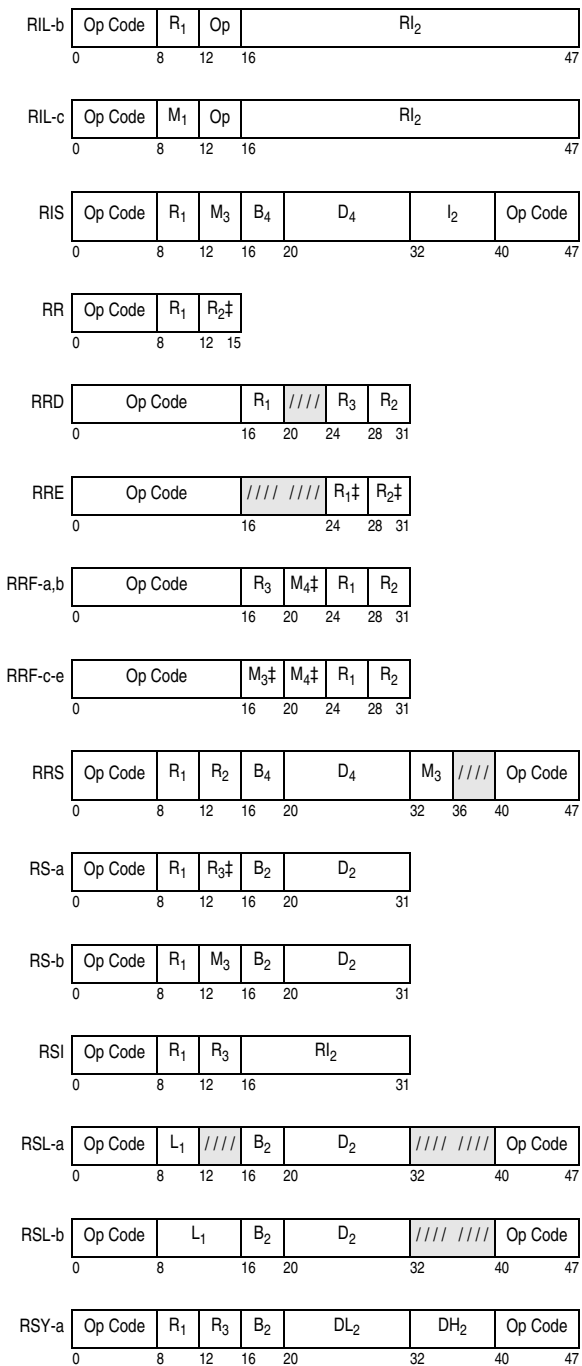 RIL-b Op Code R1 Op RI2
0 8 12 16 47
RIL-c Op Code M1 Op RI2
0 8 12 16 47
RIS Op Code R1 M3 B4 D4 I2 Op Code
0 8 12 16 20 32 40 47
RR Op Code R1 R2‡
0 8 12 15
RRD Op Code R1 //// R3 R2
0 16 20 24 28 31
RRE Op Code //// //// R1‡ R2‡
0 16 24 28 31
RRF-a,b Op Code R3 M4‡ R1 R2
0 16 20 24 28 31
RRF-c-e Op Code M3‡ M4‡ R1 R2
0 16 20 24 28 31
RRS Op Code R1 R2 B4 D4 M3 //// Op Code
0 8 12 16 20 32 36 40 47
RS-a Op Code R1 R3‡ B2 D2
0 8 12 16 20 31
RS-b Op Code R1 M3 B2 D2
0 8 12 16 20 31
RSI Op Code R1 R3 RI2
0 8 12 16 31
RSL-a Op Code L1 //// B2 D2 //// //// Op Code
0 8 12 16 20 32 40 47
RSL-b Op Code L1 B2 D2 //// //// Op Code
0 8 16 20 32 40 47
RSY-a Op Code R1 R3 B2 DL2 DH2 Op Code
0 8 12 16 20 32 40 47